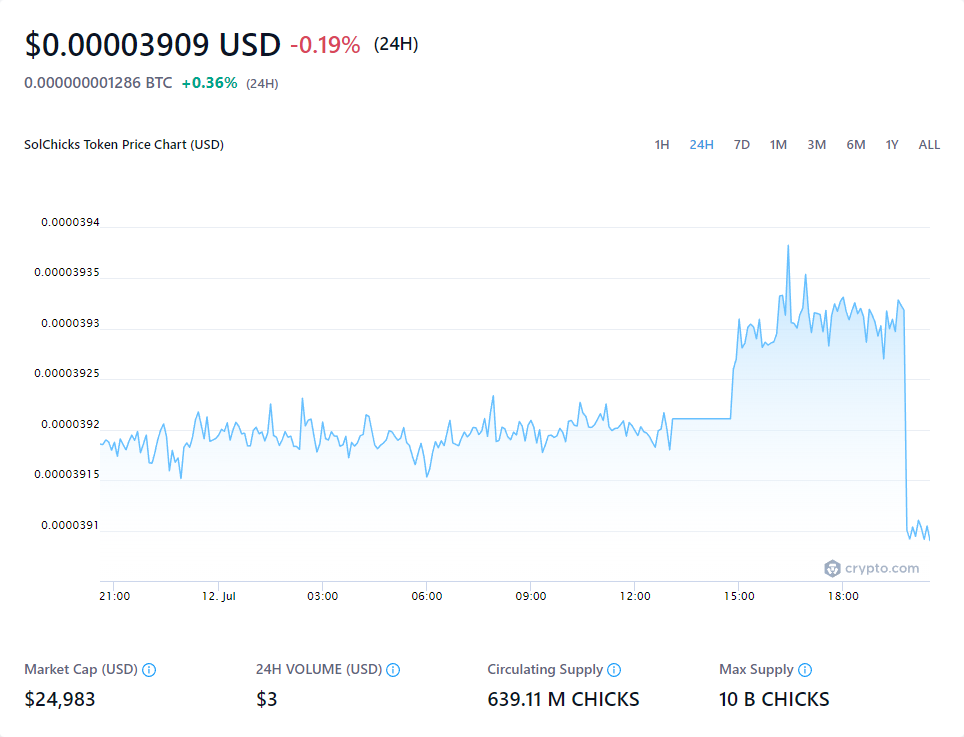 $0.00003909 USD -0.19% (24H)
0.000000001286 BTC +0.36% (24H)
SolChicks Token Price Chart (USD) 1H 24H 7D 1M 3M 6M 1Y ALL
0.0000394
0.00003935
0.0000393
0.00003925
0.0000392
0.00003915
0.0000391
crypto.com
21:00 12. Jul 03:00 06:00 09:00 12:00 15:00 18:00
Market Cap (USD) 24H VOLUME (USD) Circulating Supply Max Supply
$24,983 $3 639.11 M CHICKS 10 B CHICKS